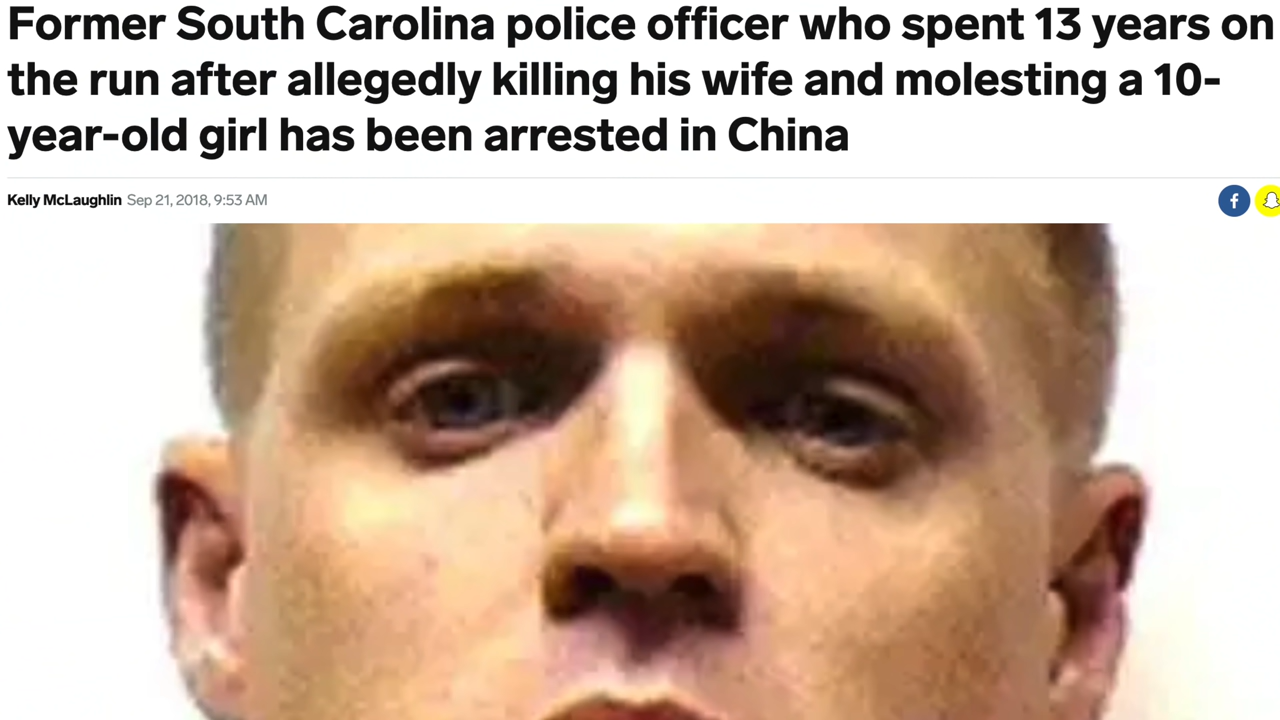 Former South Carolina police officer who spent 13 years on
the run after allegedly killing his wife and molesting a 10-
year-old girl has been arrested in China
Kelly McLaughlin Sep 21, 2018, 9:53 AM
f